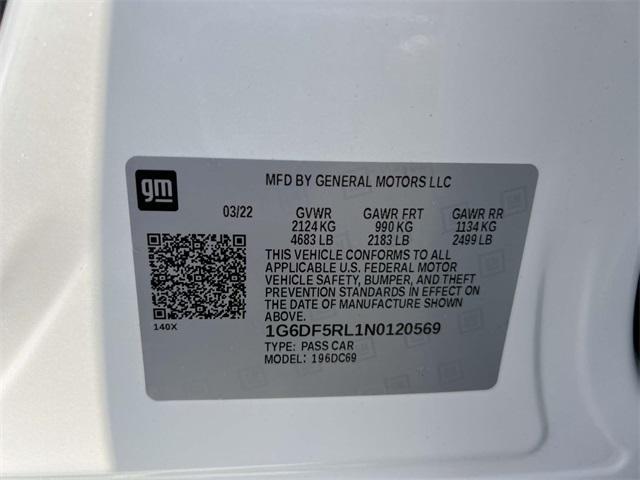 gm
MFD BY GENERAL MOTORS LLC
03/22 GVWR GAWR FRT GAWR RR
2124 KG 990 KG 1134 KG
4683 LB 2183 LB 2499 LB
THIS VEHICLE CONFORMS TO ALL
APPLICABLE U.S. FEDERAL MOTOR
VEHICLE SAFETY, BUMPER, AND THEFT
PREVENTION STANDARDS IN EFFECT ON
THE DATE OF MANUFACTURE SHOWN
ABOVE.
140X
1G6DF5RL1N0120569
TYPE: PASS CAR
MODEL: 196DC69